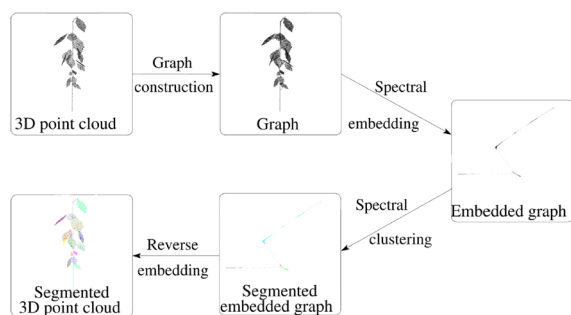 Graph
construction
3D point cloud
Graph
Spectral
embedding
Embedded graph
Spectral
clustering
Reverse
embedding
Segmented
3D point cloud
Segmented
embedded graph